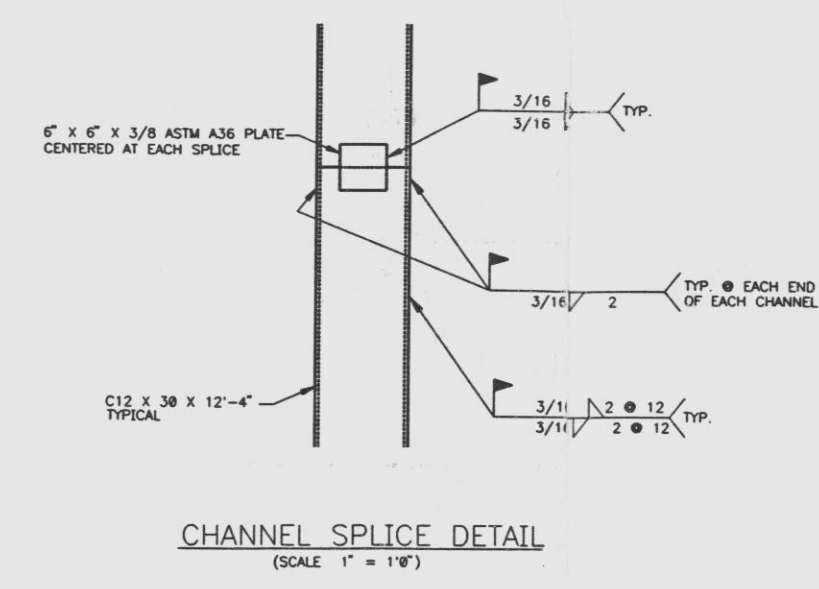 3/16
3/16
TYP.
6" X 6" X 3/8 ASTM A36 PLATE
CENTERED AT EACH SPLICE
TYP. @ EACH END
OF EACH CHANNEL
3/16 2
C12 X 30 X 12'-4"
TYPICAL
2 @ 12
2 @ 12
TYP.
CHANNEL SPLICE DETAIL
(SCALE 1" = 1'0")